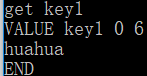 get key1
VALUE key1 0 6
huahua
END